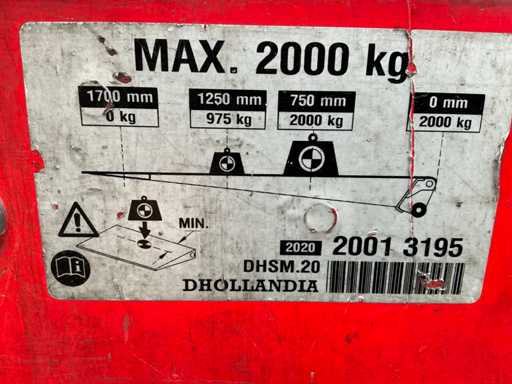 MAX. 2000 kg
1700 mm 1250 mm 750 mm 0 mm
0 kg 975 kg 2000 kg 2000 kg
MIN.
2020 2001 3195
DHSM.20
DHOLLANDIA